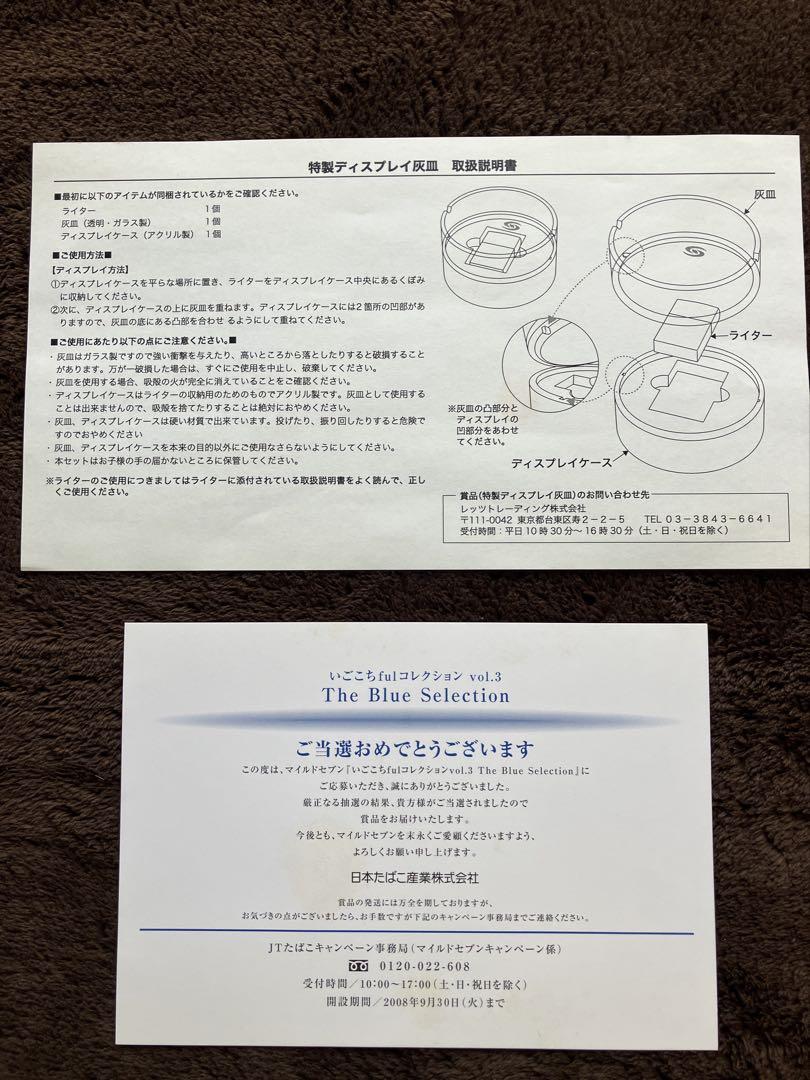 特製ディスプレイ灰皿　取扱説明書
■最初に以下のアイテムが同梱されているかをご確認ください。
ライター　1個
灰皿（透明・ガラス製）　1個
ディスプレイケース（アクリル製）　1個
■ご使用方法■
【ディスプレイ方法】
①ディスプレイケースを平らな場所に置き、ライターをディスプレイケース中央にあるくぼみ
に収納してください。
②次に、ディスプレイケースの上に灰皿を重ねます。ディスプレイケースには2箇所の凹部があ
りますので、灰皿の底にある凸部を合わせ るようにして重ねてください。
■ご使用にあたり以下の点にご注意ください。■
・灰皿はガラス製ですので強い衝撃を与えたり、高いところから落としたりすると破損すること
があります。万が一破損した場合は、すぐにご使用を中止し、破棄してください。
・灰皿を使用する場合、吸殻の火が完全に消えていることをご確認ください。
・ディスプレイケースはライターの収納用のためのものでアクリル製です。灰皿として使用す
ることは出来ませんので、吸殻を捨てたりすることは絶対におやめください。
・灰皿、ディスプレイケースは硬い材質で出来ています。投げたり、振り回したりすると危険で
すのでおやめください
・灰皿、ディスプレイケースを本来の目的以外にご使用なさらないようにしてください。
・本セットはお子様の手の届かないところに保管してください。
※ライターのご使用につきましてはライターに添付されている取扱説明書をよく読んで、正し
くご使用ください。
灰皿
ライター
※灰皿の凸部分と
ディスプレイの
凹部分をあわせ
てください。
ディスプレイケース
賞品（特製ディスプレイ灰皿）のお問い合わせ先
レッツトレーディング株式会社
〒111-0042 東京都台東区寿2－2－5　TEL 03－3843－6641
受付時間：平日10時30分～16時30分（土・日・祝日を除く）
いごこちfulコレクション vol.3
The Blue Selection
ご当選おめでとうございます
この度は、マイルドセブン『いごこちfulコレクションvol.3 The Blue Selection』に
ご応募いただき、誠にありがとうございました。
厳正なる抽選の結果、貴方様がご当選されましたので
賞品をお届けいたします。
今後とも、マイルドセブンを末永くご愛顧くださいますよう、
よろしくお願い申し上げます。
日本たばこ産業株式会社
賞品の発送には万全を期しておりますが、
お気づきの点がございましたら、お手数ですが下記のキャンペーン事務局までご連絡ください。
JTたばこキャンペーン事務局（マイルドセブンキャンペーン係）
0120-022-608
受付時間／10:00～17:00（土・日・祝日を除く）
開設期間／2008年9月30日（火）まで